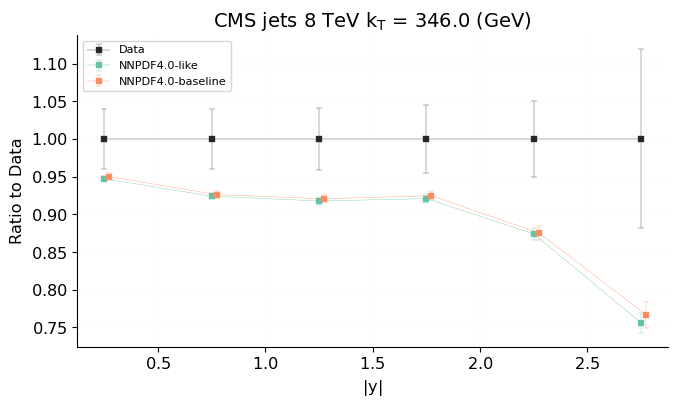 CMS jets 8 TeV k_T = 346.0 (GeV)
Data
NNPDF4.0-like
NNPDF4.0-baseline
Ratio to Data
1.10
1.05
1.00
0.95
0.90
0.85
0.80
0.75
0.5 1.0 1.5 2.0 2.5
|y|